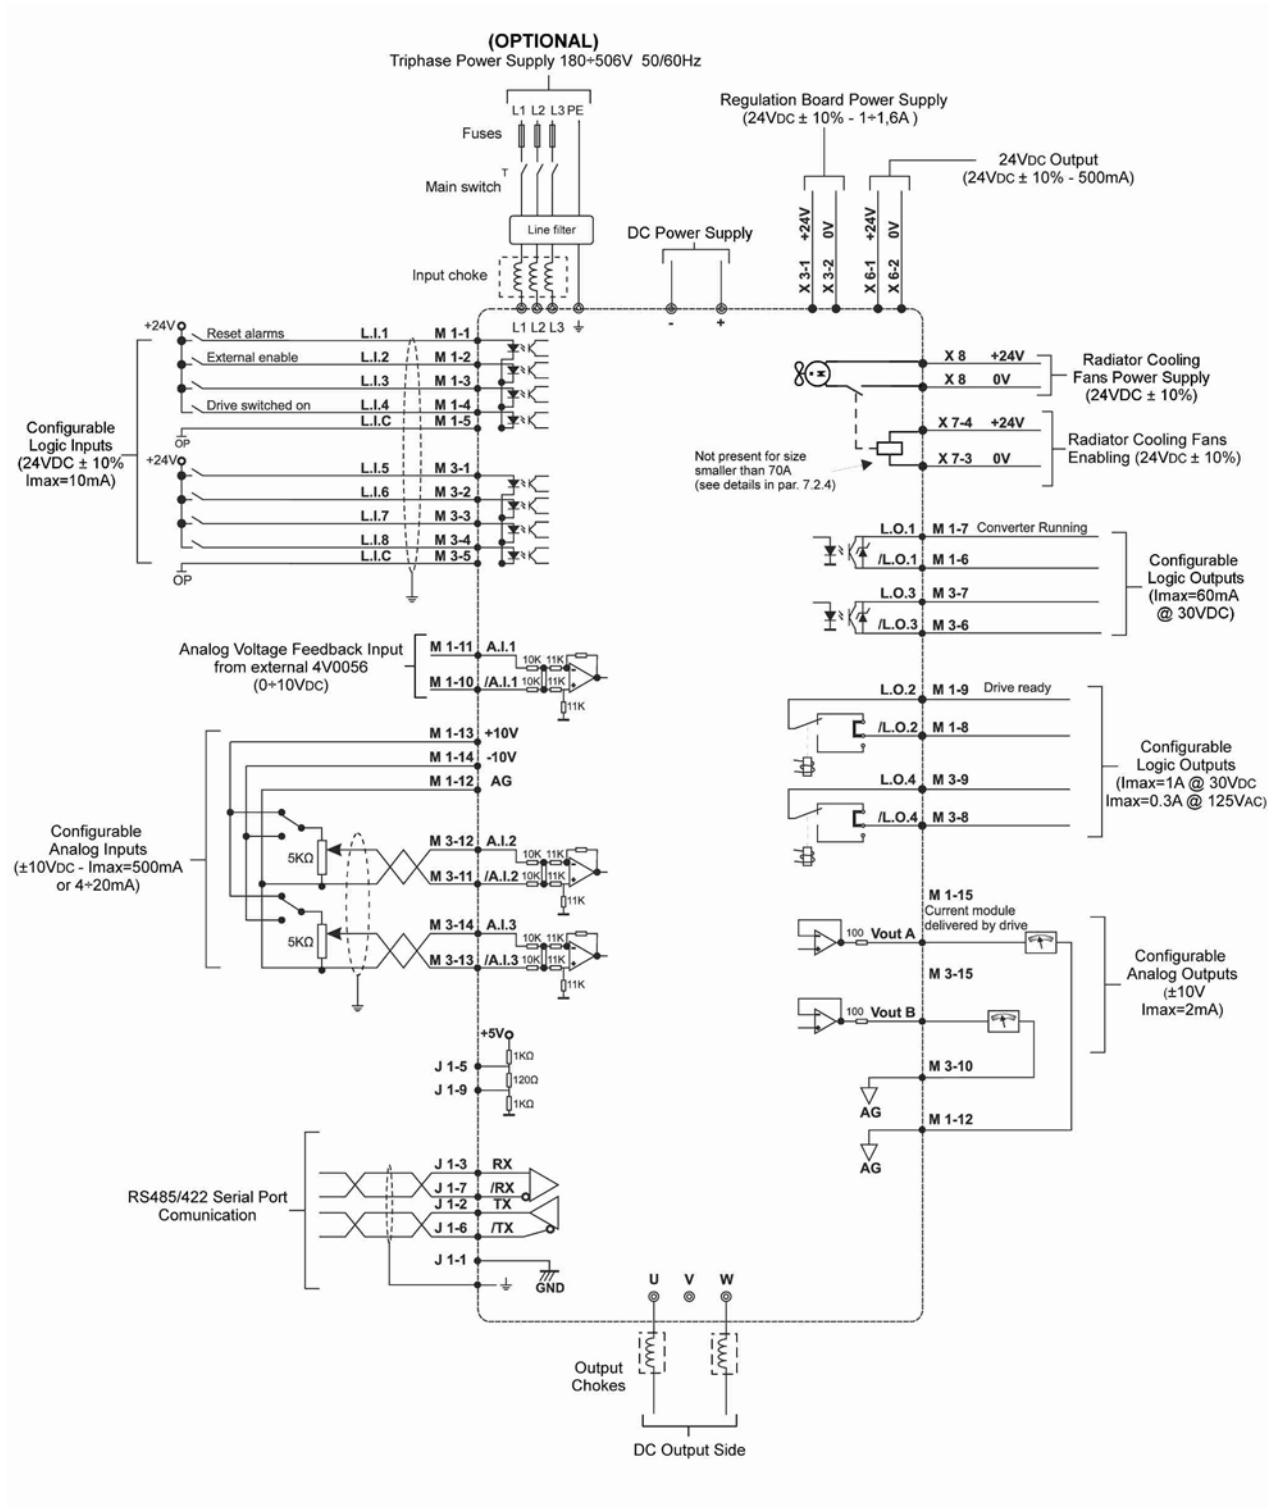 (OPTIONAL)
Triphase Power Supply 180÷506V 50/60Hz
L1 L2 L3 PE
Fuses
T
Main switch
Line filter
Input choke
L1 L2 L3
DC Power Supply
-
+
Regulation Board Power Supply
(24VDC ± 10% - 1÷1,6A )
24VDC Output
(24VDC ± 10% - 500mA)
X 3-1 +24V
X 3-2 0V
X 6-1 +24V
X 6-2 0V
Configurable
Logic Inputs
(24VDC ± 10%
Imax=10mA)
+24V
Reset alarms L.I.1 M 1-1
External enable L.I.2 M 1-2
L.I.3 M 1-3
Drive switched on L.I.4 M 1-4
L.I.C M 1-5
OP
+24V
L.I.5 M 3-1
L.I.6 M 3-2
L.I.7 M 3-3
L.I.8 M 3-4
L.I.C M 3-5
OP
M
X 8 +24V
X 8 0V
Radiator Cooling
Fans Power Supply
(24VDC ± 10%)
X 7-4 +24V
X 7-3 0V
Radiator Cooling Fans
Enabling (24VDC ± 10%)
Not present for size
smaller than 70A
(see details in par. 7.2.4)
L.O.1 M 1-7 Converter Running
/L.O.1 M 1-6
L.O.3 M 3-7
/L.O.3 M 3-6
Configurable
Logic Outputs
(Imax=60mA
@ 30VDC)
Analog Voltage Feedback Input
from external 4V0056
(0÷10VDC)
M 1-11 A.I.1
10K 11K
M 1-10 /A.I.1 10K 11K
11K
L.O.2 M 1-9 Drive ready
/L.O.2 M 1-8
L.O.4 M 3-9
/L.O.4 M 3-8
Configurable
Logic Outputs
(Imax=1A @ 30VDC
Imax=0.3A @ 125VAC)
M 1-13 +10V
M 1-14 -10V
M 1-12 AG
Configurable
Analog Inputs
(±10VDC - Imax=500mA
or 4÷20mA)
5KΩ
M 3-12 A.I.2
10K 11K
M 3-11 /A.I.2 10K 11K
11K
5KΩ
M 3-14 A.I.3
10K 11K
M 3-13 /A.I.3 10K 11K
11K
M 1-15
Current module
delivered by drive
100 Vout A
M 3-15
100 Vout B
M 3-10
AG
M 1-12
AG
Configurable
Analog Outputs
(±10V
Imax=2mA)
+5V
1KΩ
J 1-5
120Ω
J 1-9
1KΩ
RS485/422 Serial Port
Comunication
J 1-3 RX
J 1-7 /RX
J 1-2 TX
J 1-6 /TX
J 1-1
GND
U V W
Output
Chokes
DC Output Side